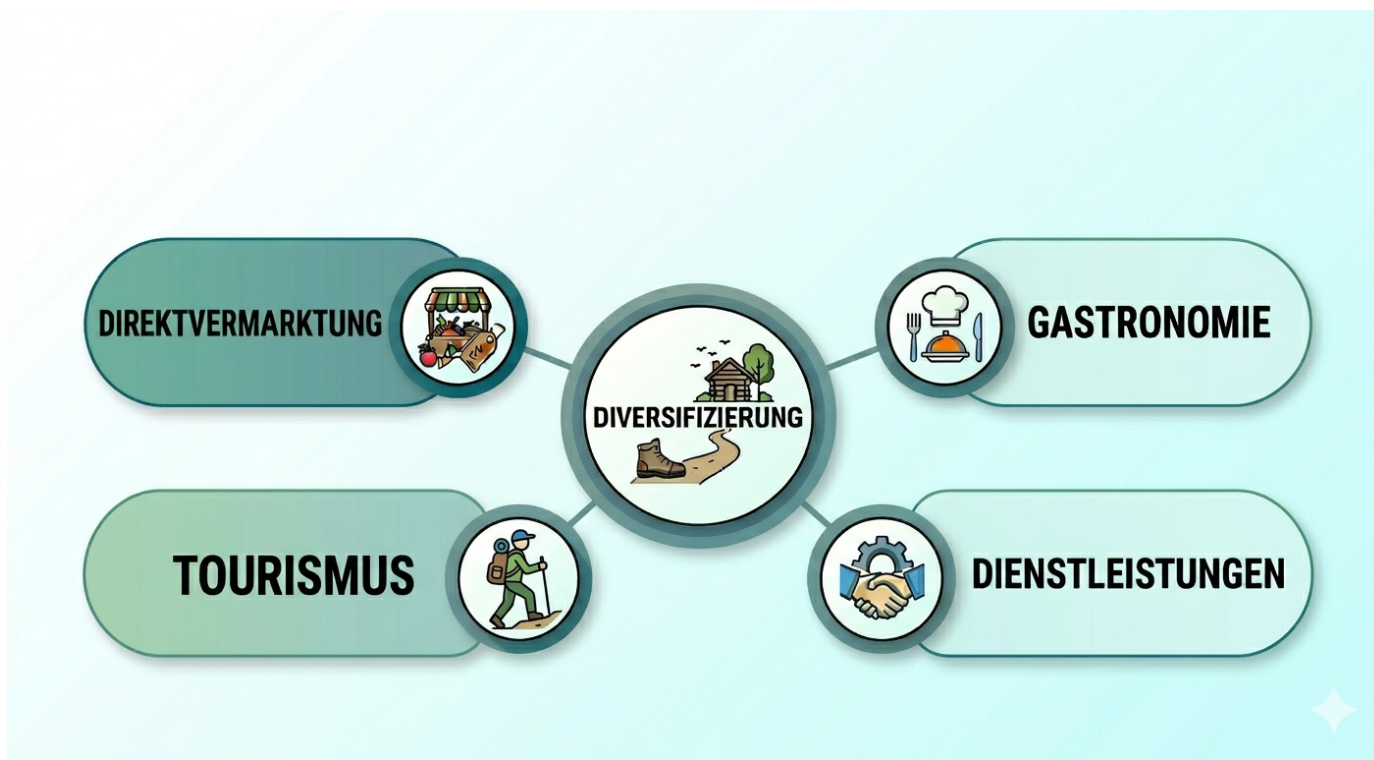 DIREKTVERMARKTUNG
GASTRONOMIE
DIVERSIFIZIERUNG
TOURISMUS
DIENSTLEISTUNGEN